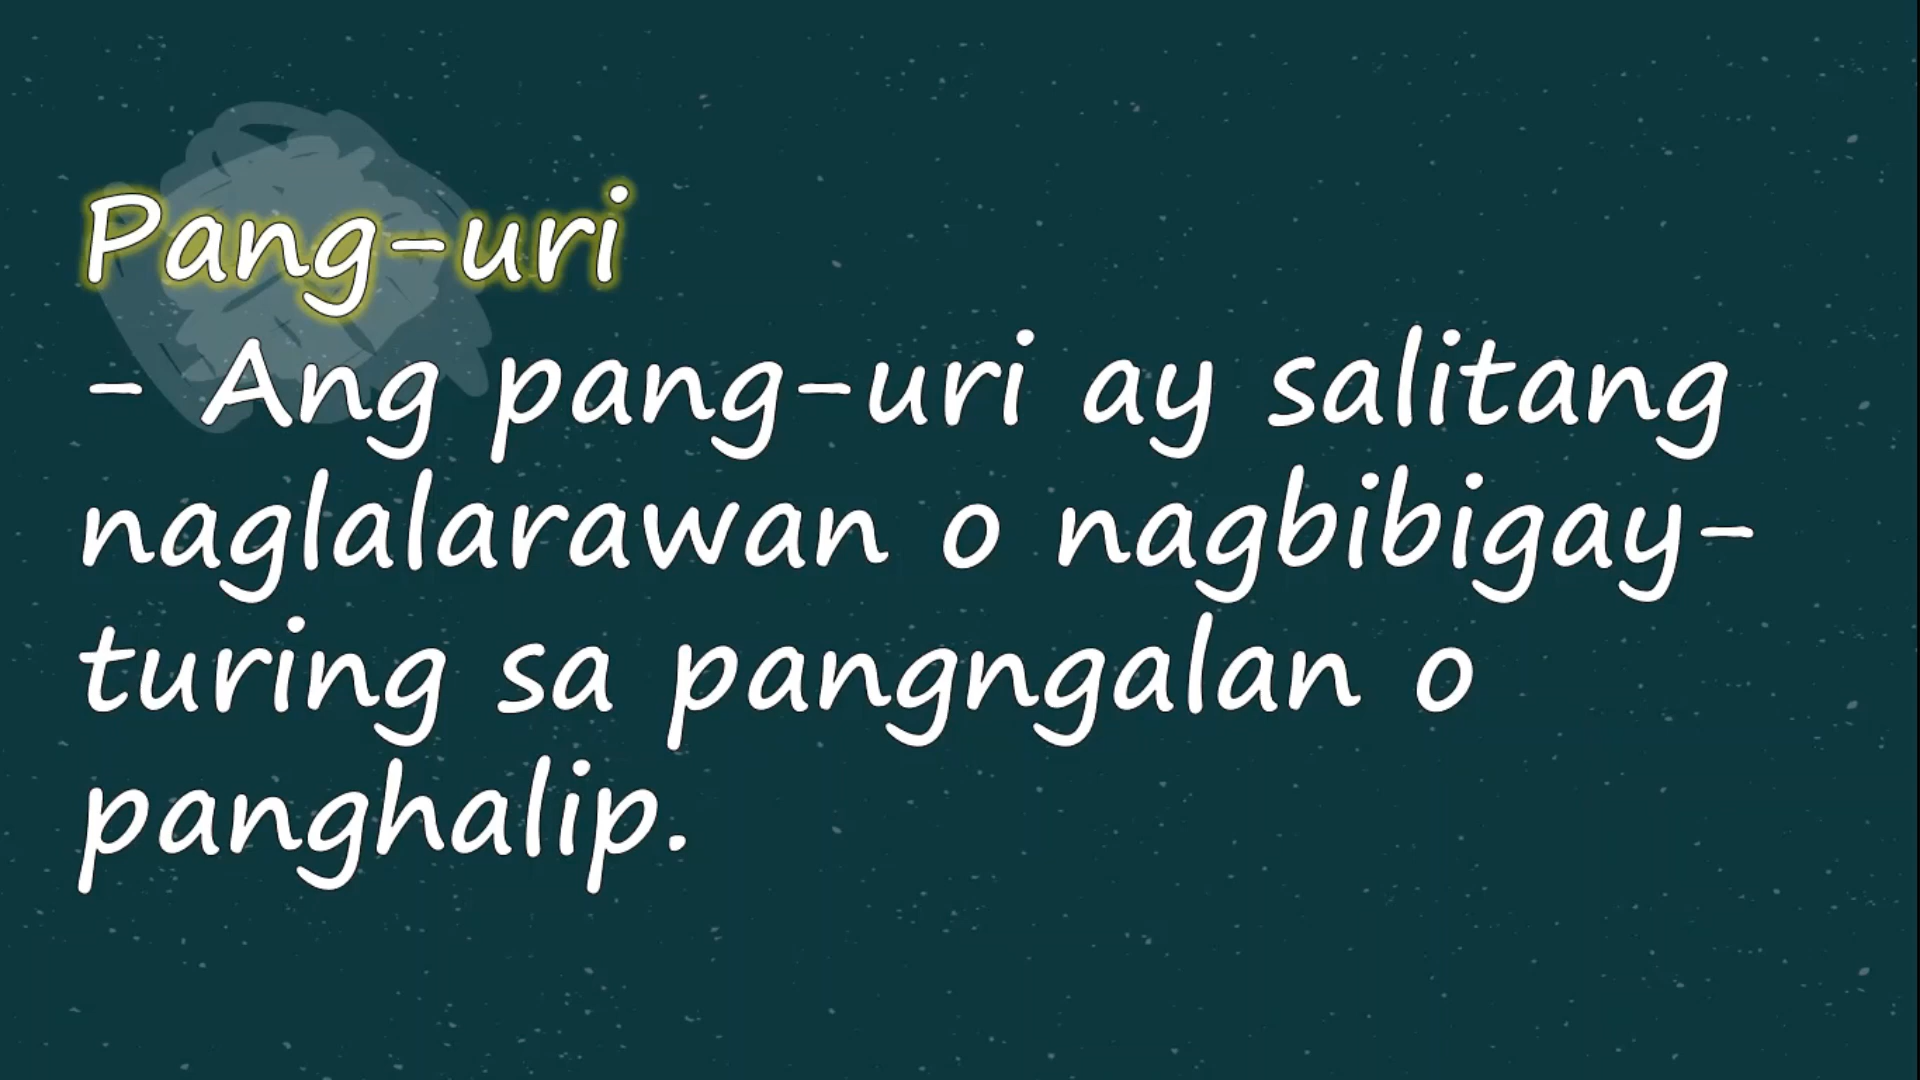 Pang-uri
- Ang pang-uri ay salitang
naglalarawan o nagbibigay-
turing sa pangngalan o
panghalip.